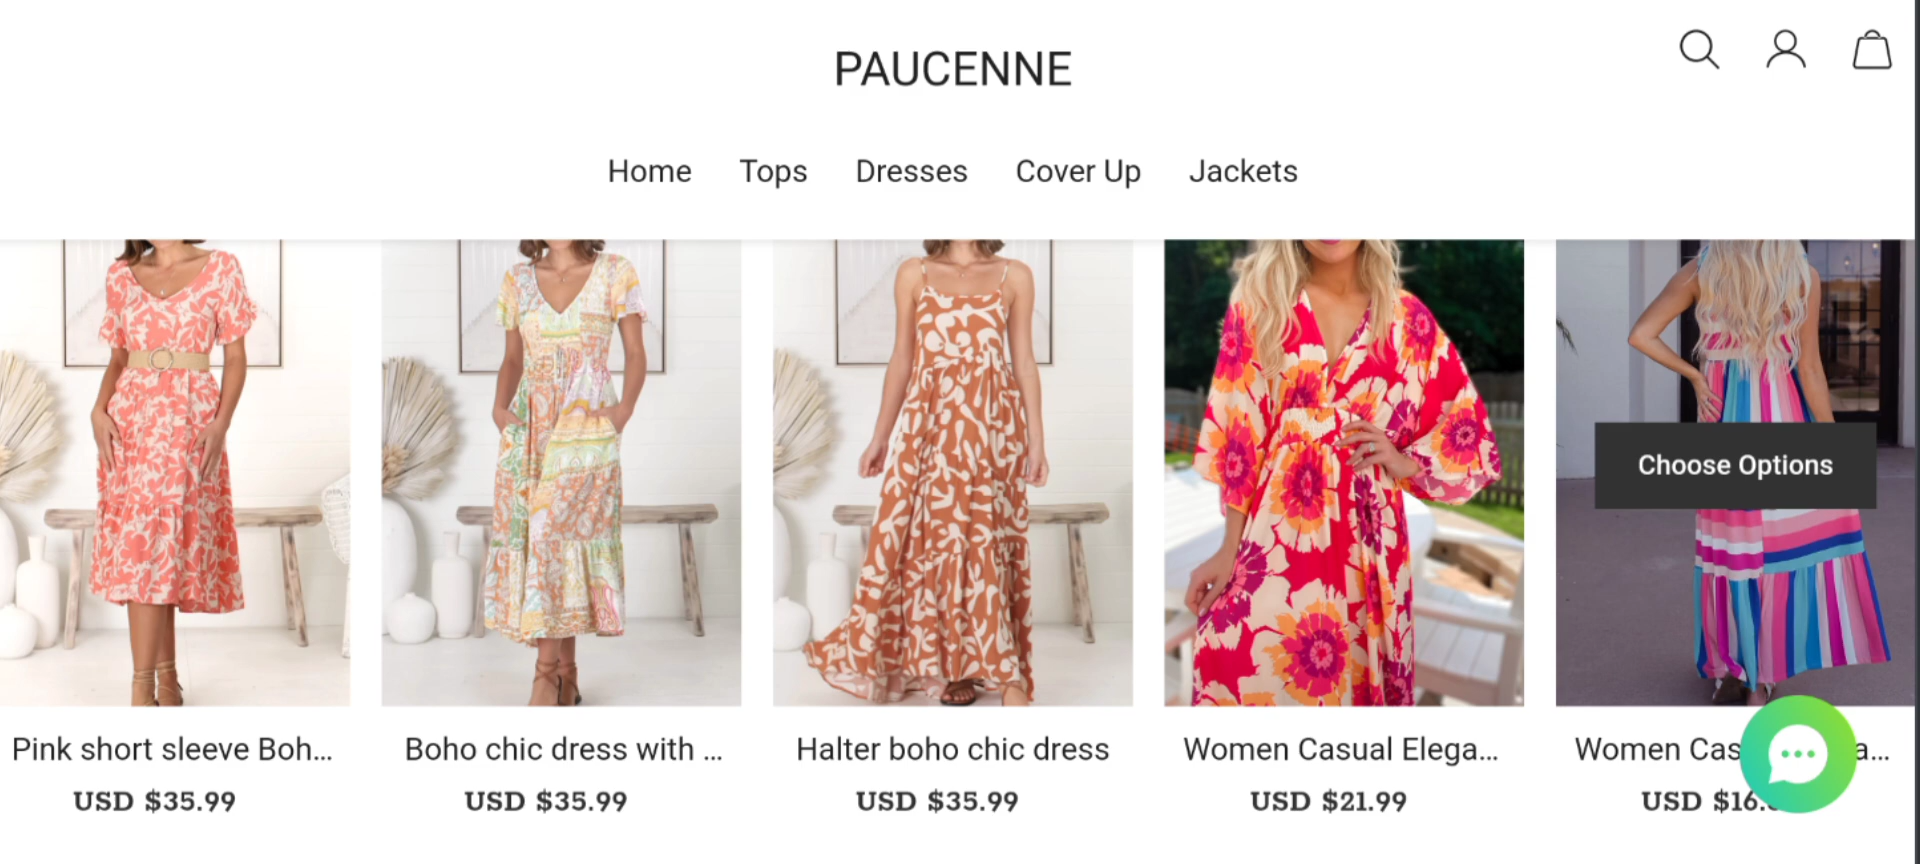 PAUCENNE
Home Tops Dresses Cover Up Jackets
Choose Options
Pink short sleeve Boh... Boho chic dress with ... Halter boho chic dress Women Casual Elega... Women Cas a...
USD $35.99 USD $35.99 USD $35.99 USD $21.99 USD $16.